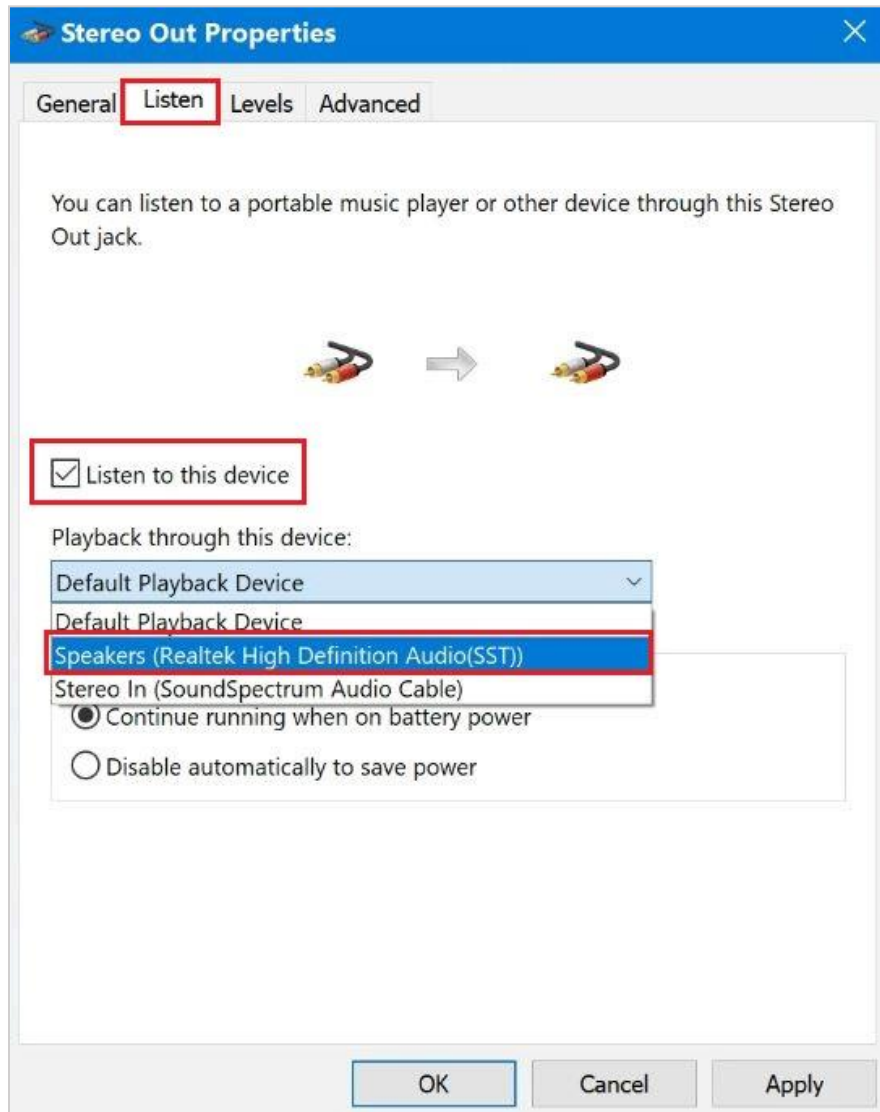 Stereo Out Properties
General Listen Levels Advanced
You can listen to a portable music player or other device through this Stereo
Out jack.
Listen to this device
Playback through this device:
Default Playback Device
Default Playback Device
Speakers (Realtek High Definition Audio(SST))
Stereo In (SoundSpectrum Audio Cable)
Continue running when on battery power
Disable automatically to save power
OK Cancel Apply